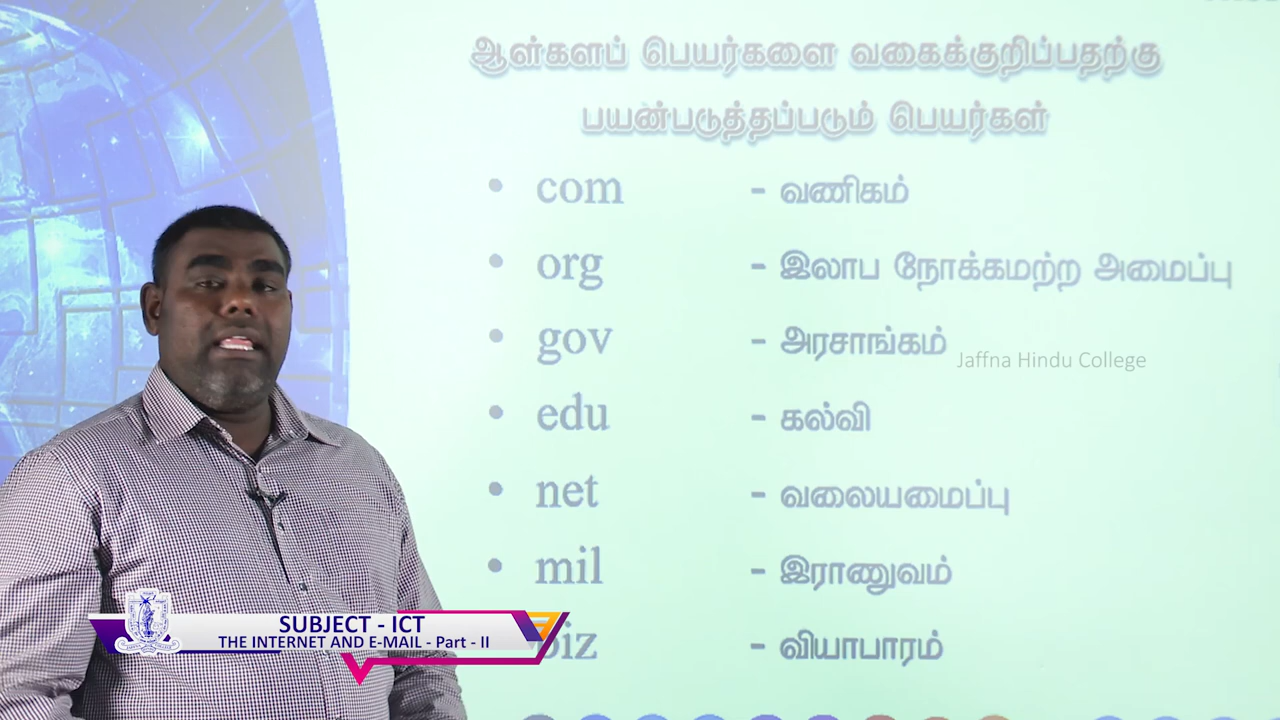 ஆள்களப் பெயர்களை வகைக்குறிப்பதற்கு
பயன்படுத்தப்படும் பெயர்கள்
• com - வணிகம்
• org - இலாப நோக்கமற்ற அமைப்பு
• gov - அரசாங்கம்
Jaffna Hindu College
• edu - கல்வி
• net - வலையமைப்பு
• mil - இராணுவம்
biz - வியாபாரம்
SUBJECT - ICT
THE INTERNET AND E-MAIL - Part - II